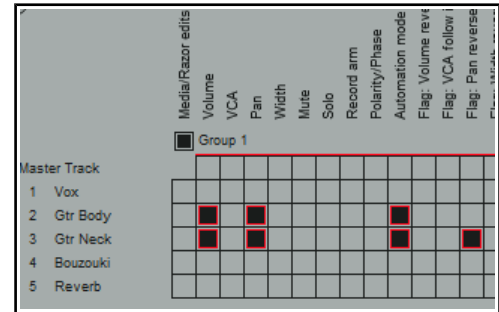 Media/Razor edits
Volume
VCA
Pan
Width
Mute
Solo
Record arm
Polarity/Phase
Automation mode
Flag: Volume reve
Flag: VCA follow i
Flag: Pan reverse
Group 1
Master Track
1 Vox
2 Gtr Body
3 Gtr Neck
4 Bouzouki
5 Reverb